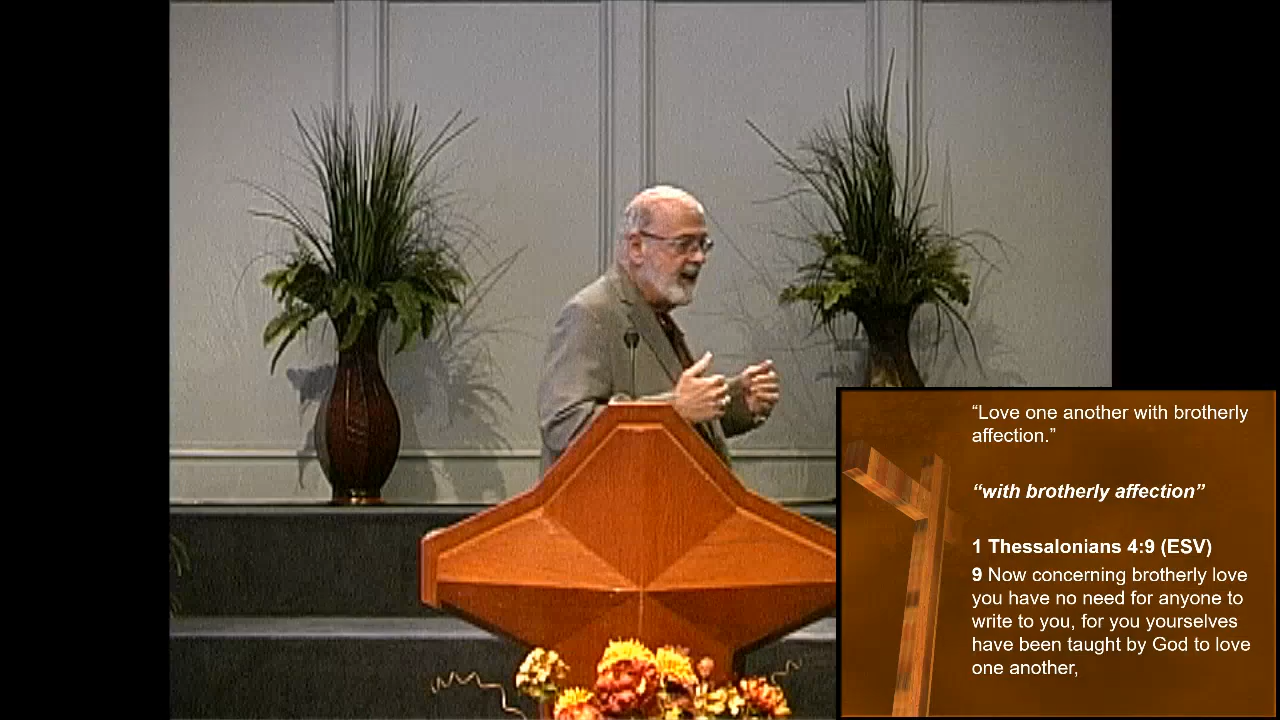 “Love one another with brotherly
affection.”
“with brotherly affection”
1 Thessalonians 4:9 (ESV)
9 Now concerning brotherly love
you have no need for anyone to
write to you, for you yourselves
have been taught by God to love
one another,